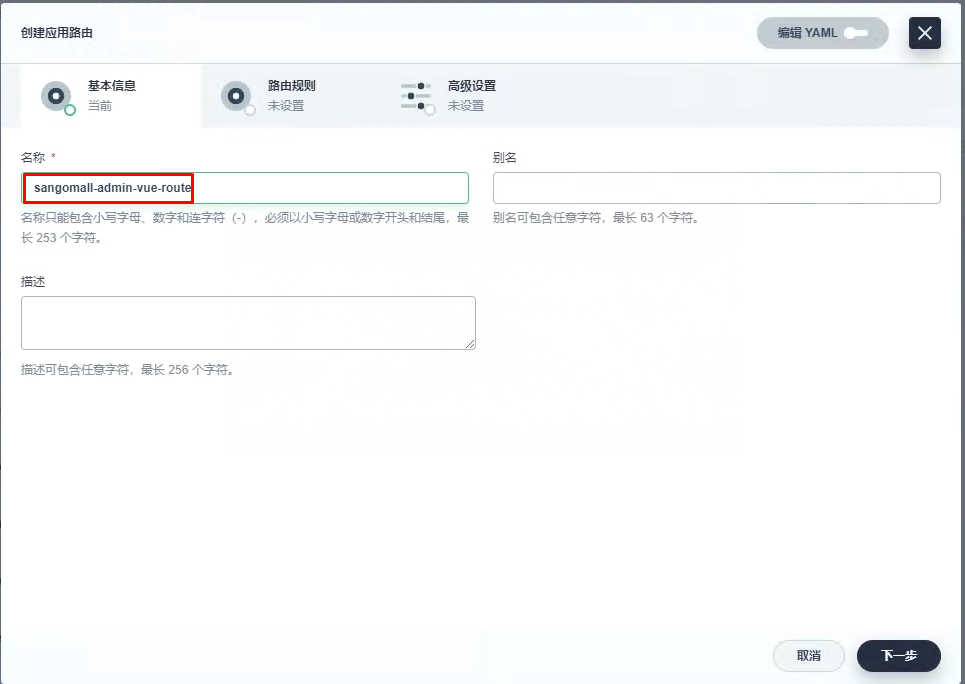 创建应用路由
编辑 YAML
基本信息
当前
路由规则
未设置
高级设置
未设置
名称 *
别名
sangomall-admin-vue-route
名称只能包含小写字母、数字和连字符（-），必须以小写字母或数字开头和结尾，最
长 253 个字符。
别名可包含任意字符，最长 63 个字符。
描述
描述可包含任意字符，最长 256 个字符。
取消
下一步